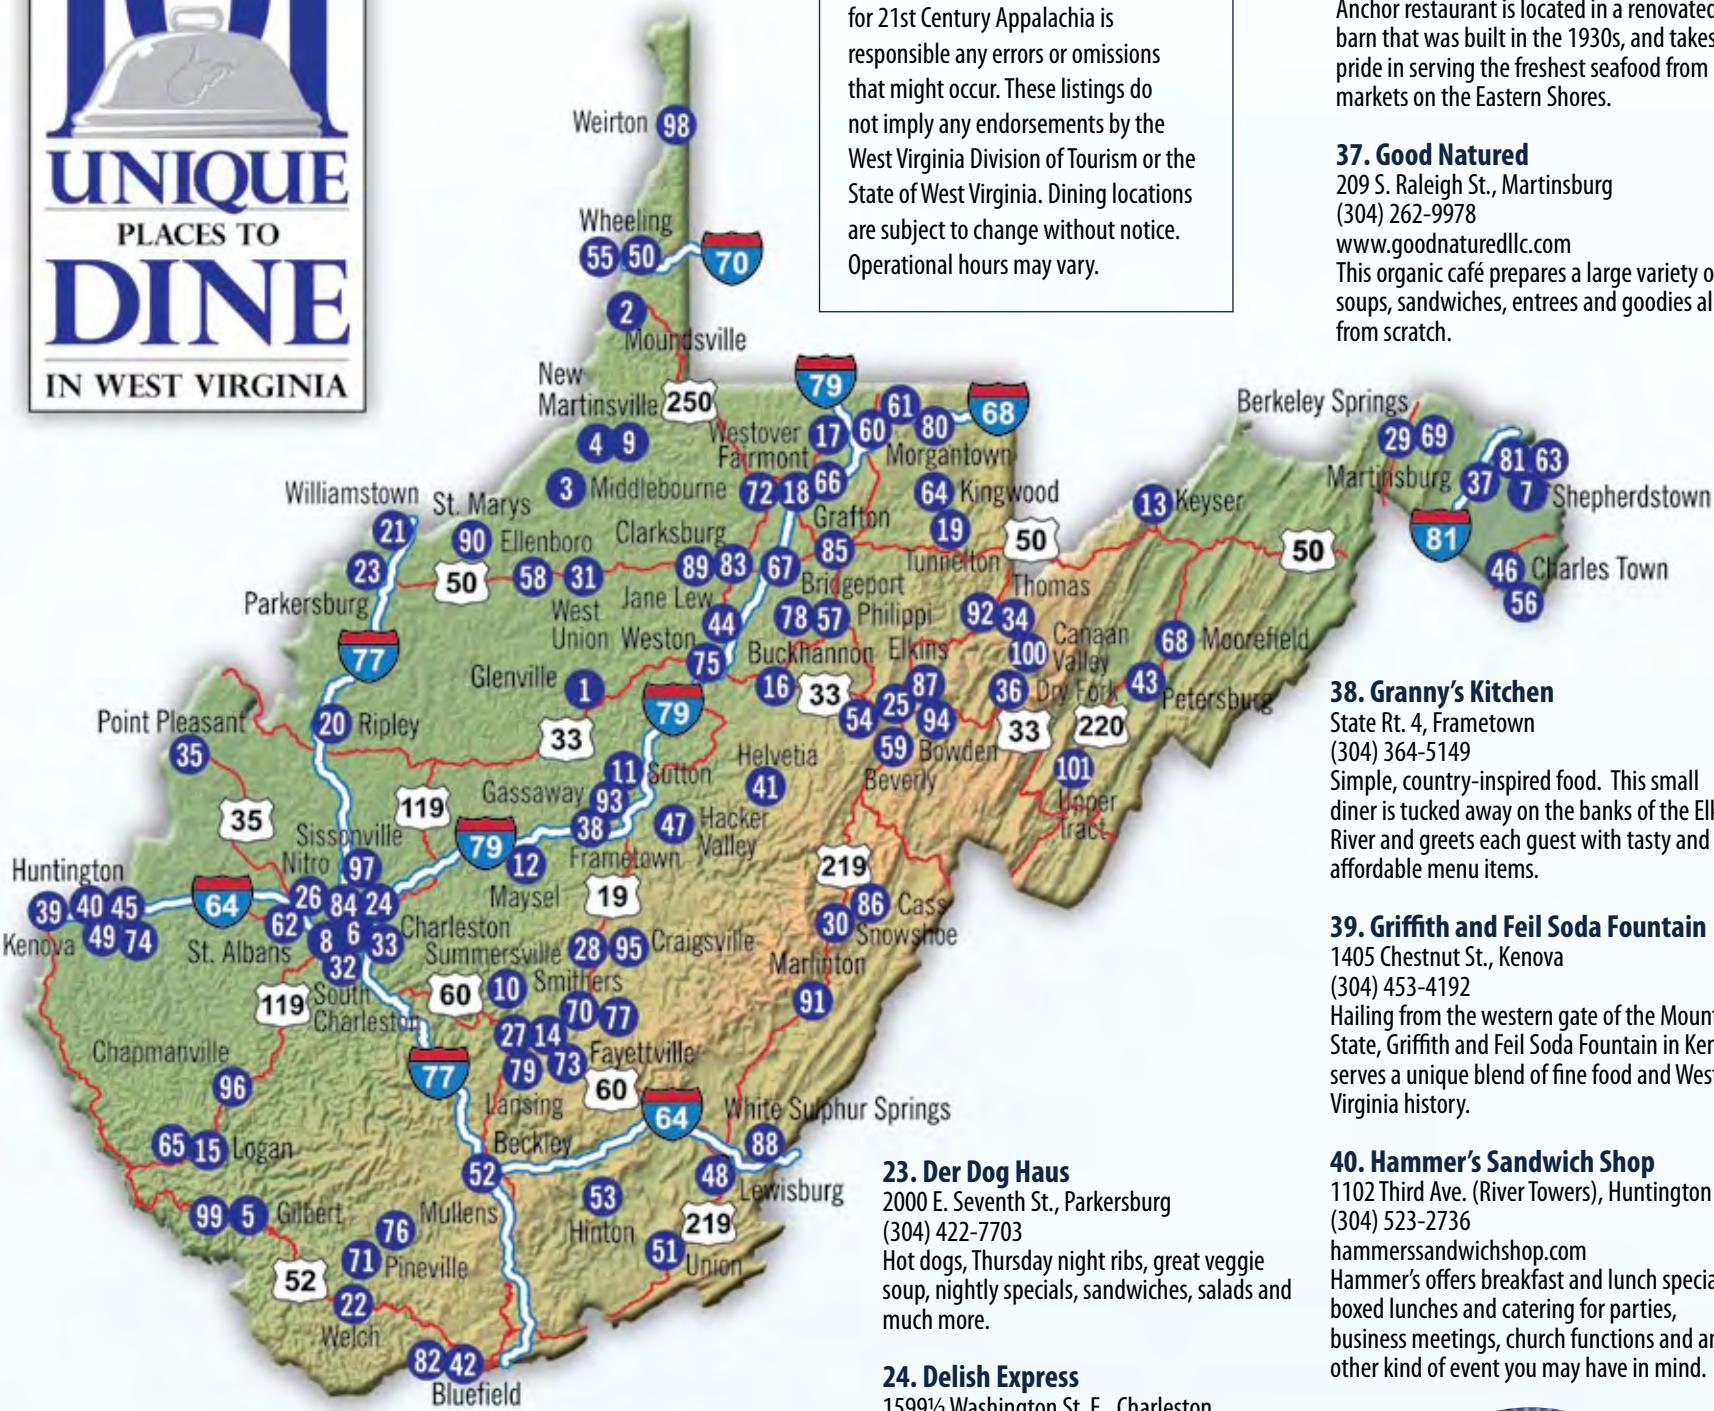 UNIQUE
PLACES TO
DINE
IN WEST VIRGINIA
for 21st Century Appalachia is
responsible any errors or omissions
that might occur. These listings do
not imply any endorsements by the
West Virginia Division of Tourism or the
State of West Virginia. Dining locations
are subject to change without notice.
Operational hours may vary.
Anchor restaurant is located in a renovated
barn that was built in the 1930s, and takes
pride in serving the freshest seafood from
markets on the Eastern Shores.
37. Good Natured
209 S. Raleigh St., Martinsburg
(304) 262-9978
www.goodnaturedllc.com
This organic café prepares a large variety o
soups, sandwiches, entrees and goodies al
from scratch.
Weirton 98
Wheeling
55 50 70
2
Moundsville
New
Martinsville 250
79
68
61
4 9
Westover 17 60 80
Fairmont
Morgantown
3 Middlebourne
72 18 66
64 Kingwood
Berkeley Springs
29 69
Martinsburg 37 81 63
7 Shepherdstown
81
13 Keyser
Williamstown
21
St. Marys
90
Ellenboro
Clarksburg
Grafton
19
Tunnelton
50
50
23
50
58 31
89 83 67 85
Bridgeport
46 Charles Town
56
Parkersburg
West
Union
Jane Lew
44
78 57 Philippi
Thomas
92 34
77
Weston
75
Buckhannon
Elkins
Canaan
Valley
100
68 Moorefield
Glenville 1
79
16 33
87
25
54
94
36 Dry Fork
43 Petersburg
20 Ripley
Point Pleasant
35
33
59 Bowden
33
220
Beverly
11 Sutton
Helvetia
41
101
Upper
Tract
Gassaway 93
119
35
38
Frametown
47 Hacker
Valley
Sissonville
79
12
Maysel
Nitro 97
219
Huntington
39 40 45 64
26 84 24
19
86 Cass
30 Snowshoe
Kenova 49 74
62
St. Albans
8 6 33
Charleston
32
Summersville 28 95 Craigsville
Marlinton
91
119
South
Charleston
60
10
Smithers
70 77
27 14
Chapmanville
96
77
79 73 Fayettville
60
Lansing
64
White Sulphur Springs
88
65 15 Logan
Beckley
52
48
Lewisburg
53
Hinton
219
99 5 Gilbert
76
Mullens
51
Union
71 Pineville
52
22
Welch
82 42
Bluefield
23. Der Dog Haus
2000 E. Seventh St., Parkersburg
(304) 422-7703
Hot dogs, Thursday night ribs, great veggie
soup, nightly specials, sandwiches, salads and
much more.
24. Delish Express
1599½ Washington St. E., Charleston
38. Granny's Kitchen
State Rt. 4, Frametown
(304) 364-5149
Simple, country-inspired food. This small
diner is tucked away on the banks of the Elk
River and greets each guest with tasty and
affordable menu items.
39. Griffith and Feil Soda Fountain
1405 Chestnut St., Kenova
(304) 453-4192
Hailing from the western gate of the Mount
State, Griffith and Feil Soda Fountain in Ken
serves a unique blend of fine food and West
Virginia history.
40. Hammer's Sandwich Shop
1102 Third Ave. (River Towers), Huntington
(304) 523-2736
hammerssandwichshop.com
Hammer's offers breakfast and lunch specia
boxed lunches and catering for parties,
business meetings, church functions and an
other kind of event you may have in mind.